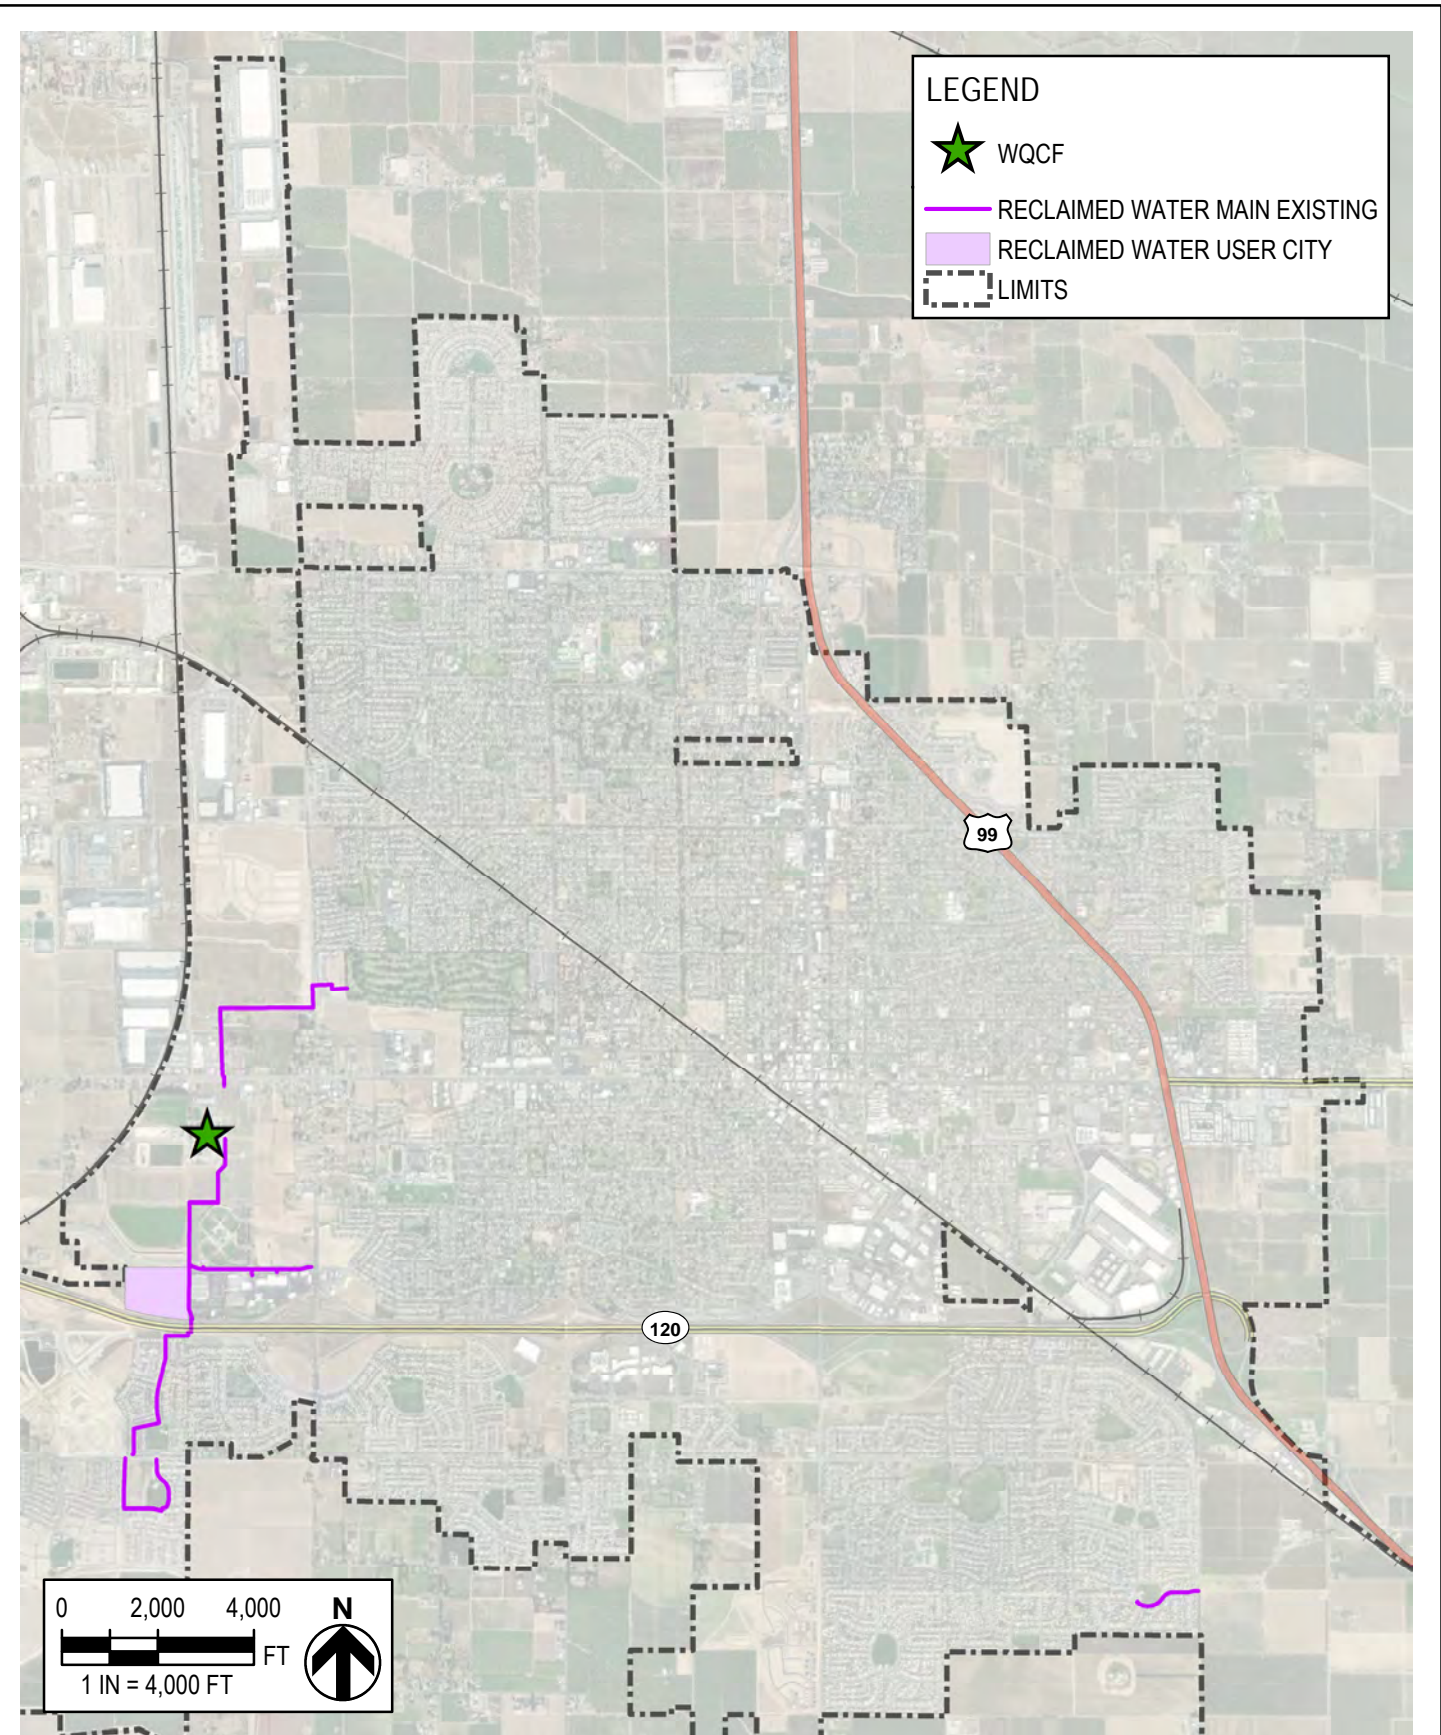 LEGEND
WQCF
RECLAIMED WATER MAIN EXISTING
RECLAIMED WATER USER CITY
LIMITS
99
120
0 2,000 4,000
FT
1 IN = 4,000 FT
N